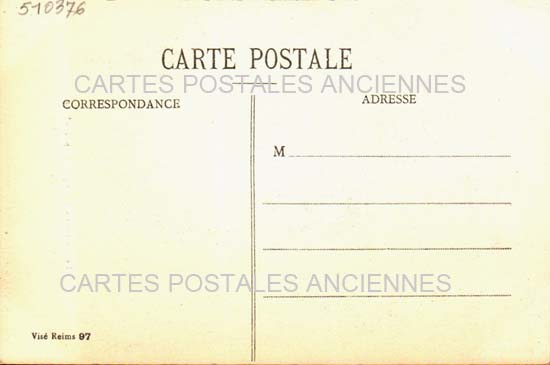 510376
CARTE POSTALE
CARTES POSTALES ANCIENNES
CORRESPONDANCE
ADRESSE
M
CARTES POSTALES ANCIENNES
Visé Reims 97